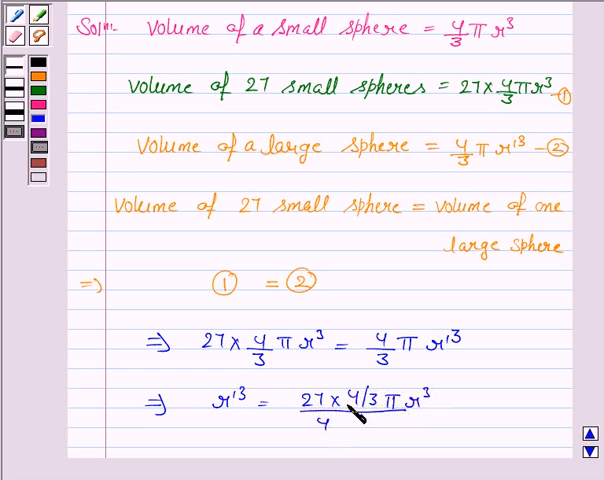 Soln. Volume of a small sphere = 4/3 π r³
Volume of 27 small spheres = 27 × 4/3 π r³ –①
Volume of a large sphere = 4/3 π r'³ – ②
Volume of 27 small sphere = volume of one
large sphere
=> ① = ②
=> 27 × 4/3 π r³ = 4/3 π r'³
=> r'³ = 27 × 4/3 π r³
4